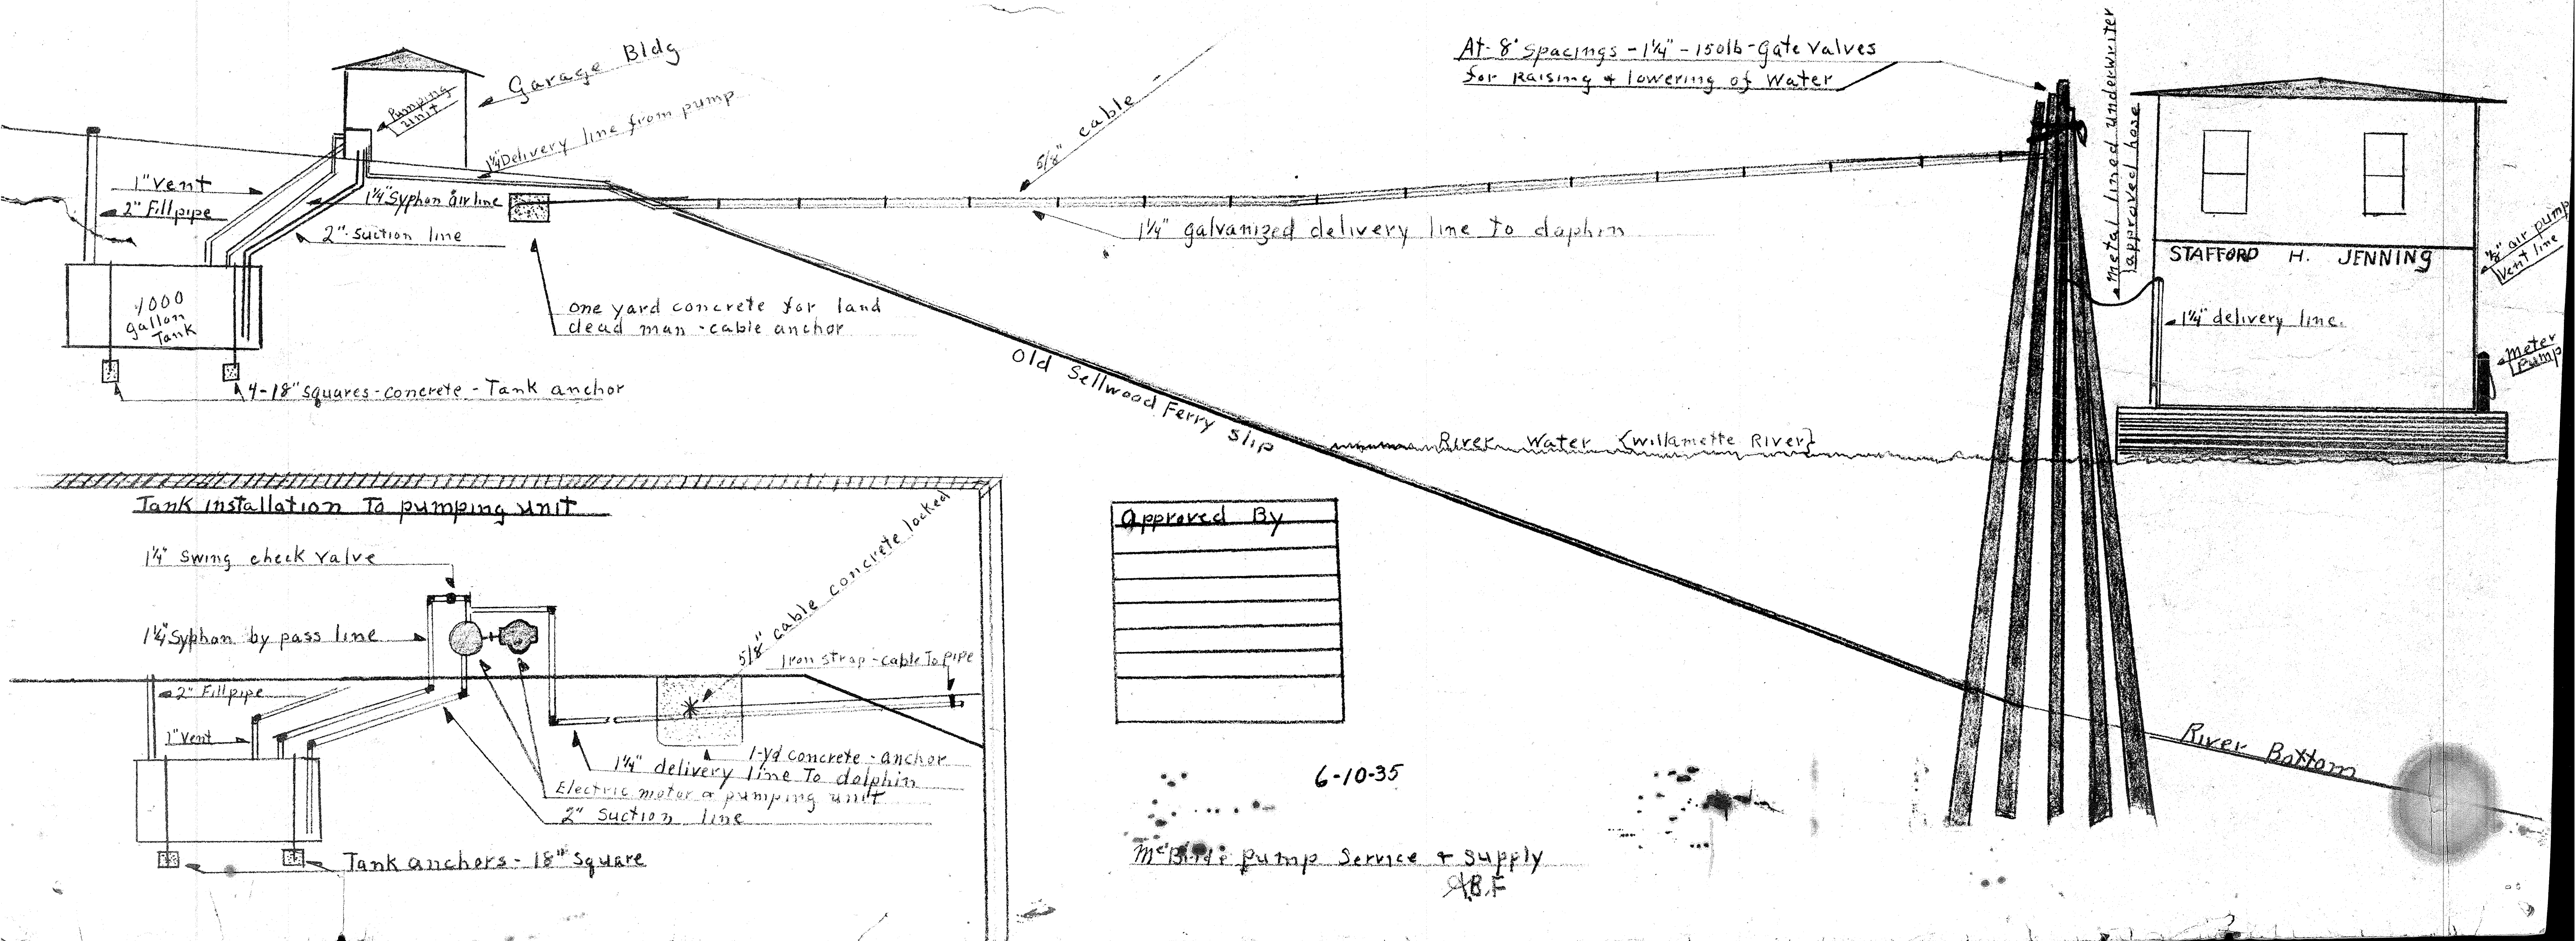 Garage Bldg
Pumping
Unit
1¼" Delivery line from pump
5/8" cable
At-8' Spacings-1¼"-150lb-Gate Valves
for Raising & lowering of Water
Metal lined underwriter
approved hose
1" Vent
2" Fill pipe
1¼" Syphon air line
2" Suction line
1¼" galvanized delivery line to dolphin
STAFFORD H. JENNING
air pump
Vent line
1000
gallon
Tank
one yard concrete for land
dead man-cable anchor
1¼" delivery line.
meter
pump
4-18" squares-concrete-Tank anchor
Old Sellwood Ferry Slip
River Water {Willamette River}
Tank installation To pumping unit
Approved By
1¼" Swing check valve
5/8" cable concrete locked
1¼" Syphon by pass line
Iron strap-cable To pipe
2" Fill pipe
1" Vent
1-yd concrete-anchor
1¼" delivery line To dolphin
Electric motor & pumping unit
2" Suction line
River Bottom
6-10-35
Tank anchors-18" Square
Pump Service & Supply
A.B.F